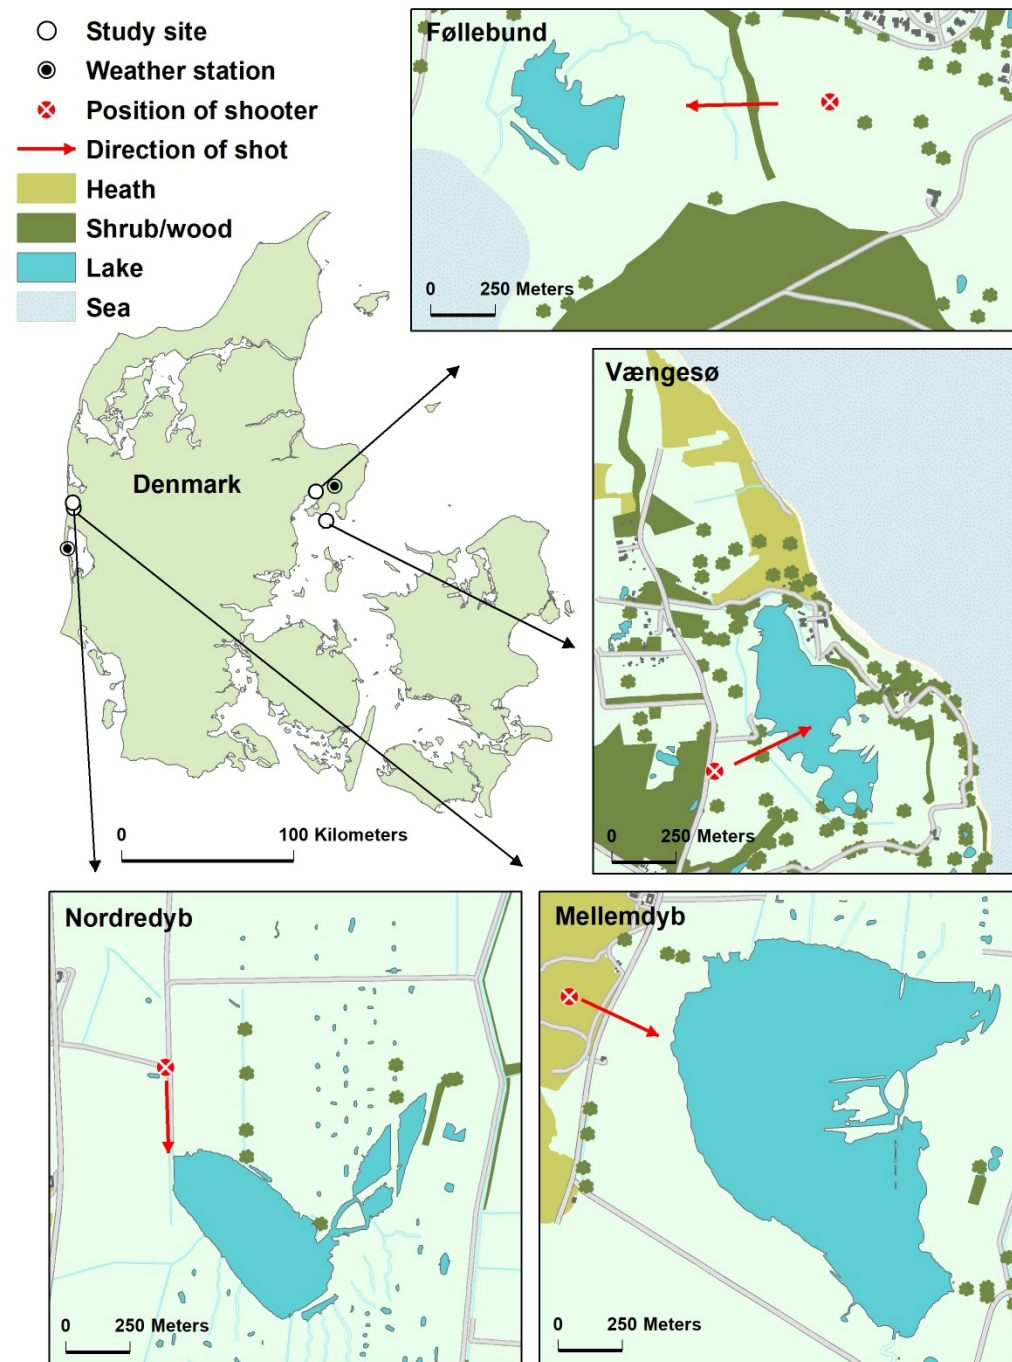 Study site
Weather station
Position of shooter
Direction of shot
Heath
Shrub/wood
Lake
Sea
Føllebund
0 250 Meters
Vængesø
0 250 Meters
Denmark
0 100 Kilometers
Nordredyb
0 250 Meters
Mellemdyb
0 250 Meters